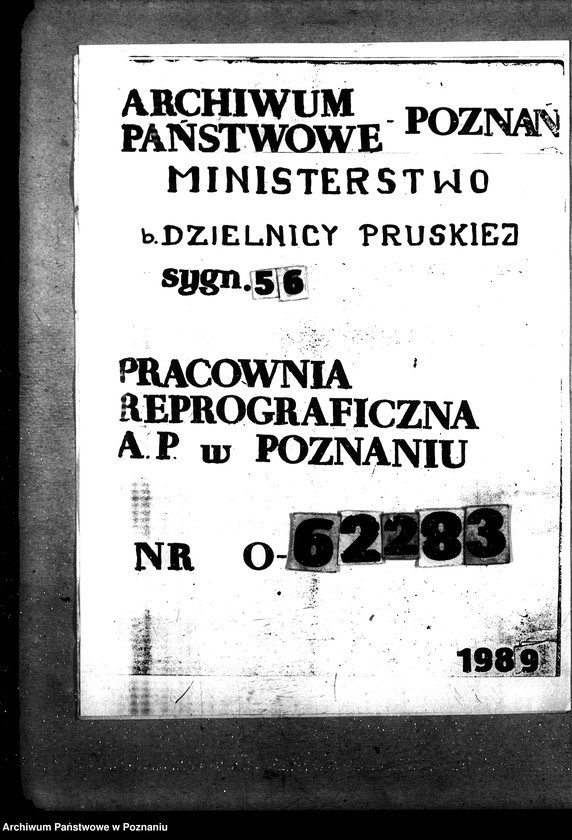 ARCHIWUM
PAŃSTWOWE - POZNAŃ
MINISTERSTWO
b. DZIELNICY PRUSKIEJ
sygn. 56
PRACOWNIA
REPROGRAFICZNA
A.P. w POZNANIU
NR O-62283
1989
Archiwum Państwowe w Poznaniu